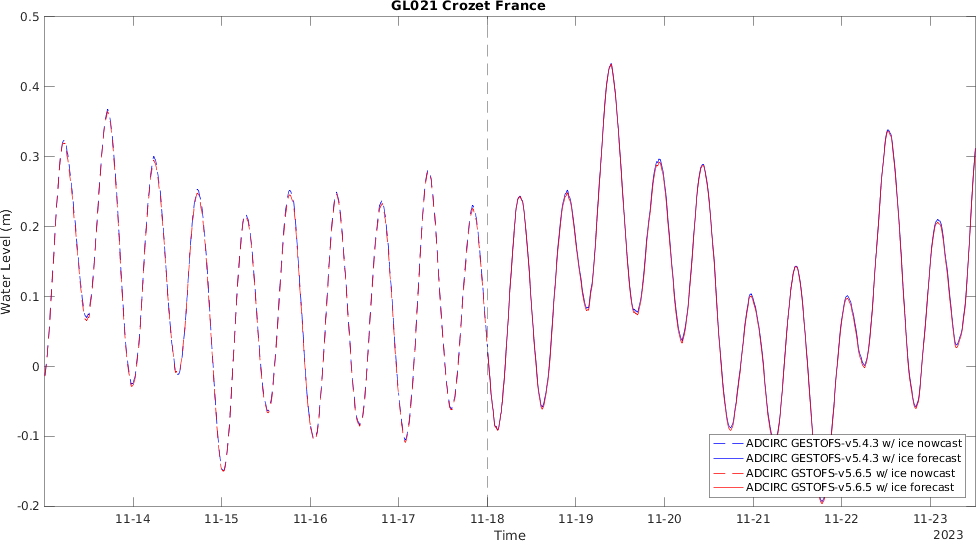 GL021 Crozet France
0.5
0.4
0.3
0.2
0.1
0
-0.1
-0.2
Water Level (m)
ADCIRC GESTOFS-v5.4.3 w/ ice nowcast
ADCIRC GESTOFS-v5.4.3 w/ ice forecast
ADCIRC GSTOFS-v5.6.5 w/ ice nowcast
ADCIRC GSTOFS-v5.6.5 w/ ice forecast
11-14 11-15 11-16 11-17 11-18 11-19 11-20 11-21 11-22 11-23
Time
2023